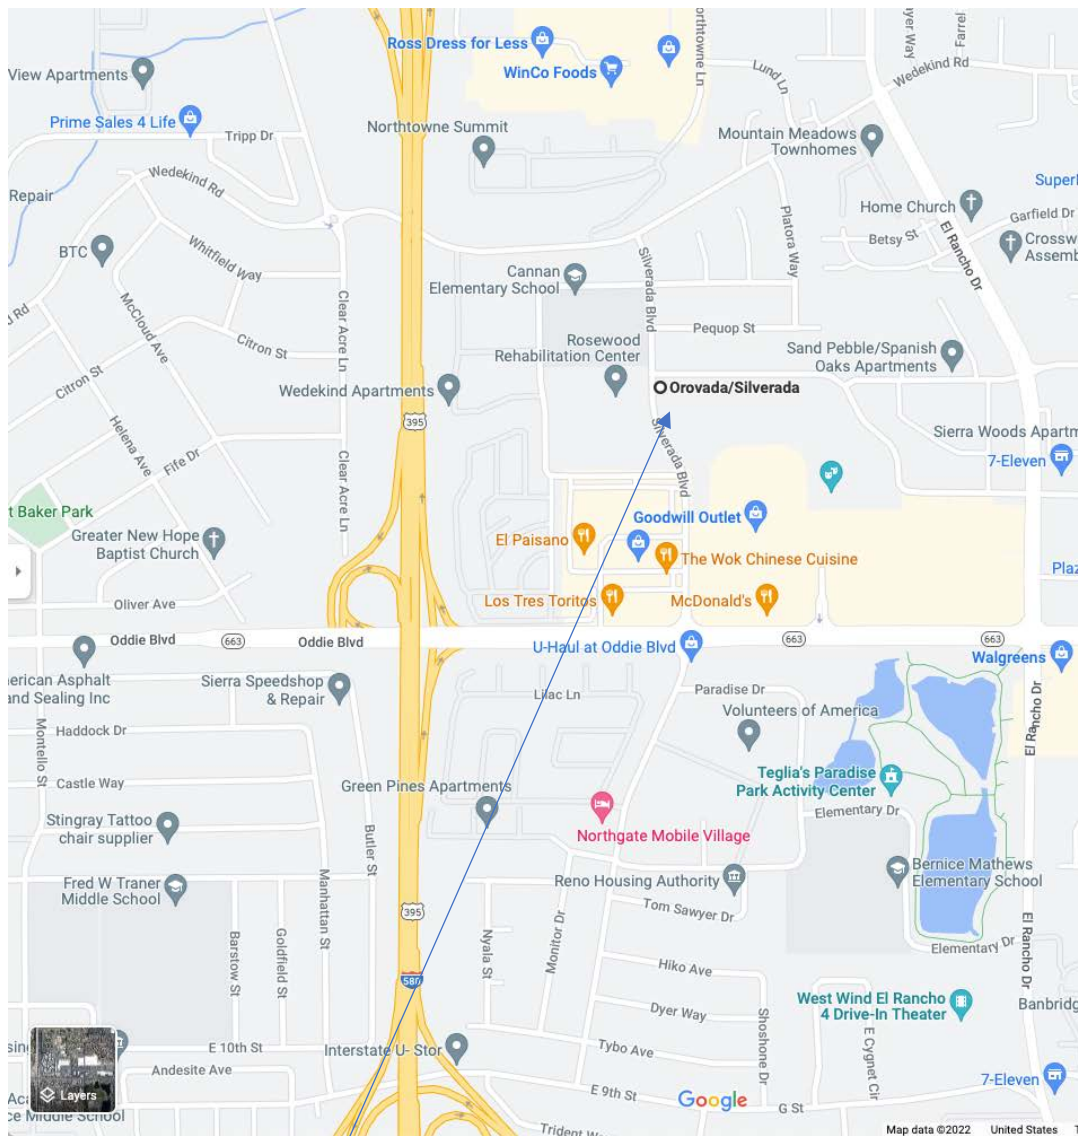 Ross Dress for Less
WinCo Foods
orthtowne Ln
Lund Ln
yer Way
Farrel
Wedekind Rd
View Apartments
Prime Sales 4 Life
Tripp Dr
Northtowne Summit
Mountain Meadows
Townhomes
Wedekind Rd
Repair
Home Church
Garfield Dr
Betsy St
El Rancho Dr
Platora Way
BTC
Whitfield Way
Cannan
Elementary School
Silverada Blvd
Crossw
Assemb
McCloud Ave
Clear Acre Ln
Citron St
Pequop St
Rosewood
Rehabilitation Center
Sand Pebble/Spanish
Oaks Apartments
Citron St
Wedekind Apartments
Orovada/Silverada
395
Helena Ave
Fife Dr
Silverada Blvd
Sierra Woods Apartm
7-Eleven
Clear Acre Ln
t Baker Park
Greater New Hope
Baptist Church
Goodwill Outlet
El Paisano
The Wok Chinese Cuisine
Plaz
Los Tres Toritos
McDonald's
Oliver Ave
Oddie Blvd
663
Oddie Blvd
U-Haul at Oddie Blvd
663
663
Walgreens
erican Asphalt
and Sealing Inc
Sierra Speedshop
& Repair
Lilac Ln
Paradise Dr
Volunteers of America
El Rancho Dr
Montello St
Haddock Dr
Castle Way
Green Pines Apartments
Teglia's Paradise
Park Activity Center
Elementary Dr
Stingray Tattoo
chair supplier
Butler St
Northgate Mobile Village
Fred W Traner
Middle School
Manhattan St
Reno Housing Authority
Bernice Mathews
Elementary School
395
Tom Sawyer Dr
Barstow St
Goldfield St
Nyala St
Monitor Dr
Elementary Dr
El Rancho Dr
580
Hiko Ave
Dyer Way
Shoshone Dr
West Wind El Rancho
4 Drive-In Theater
Banbridg
E Cygnet Cir
E 10th St
Interstate U- Stor
Tybo Ave
Andesite Ave
Layers
E 9th St
Google
G St
7-Eleven
ce Middle School
Map data ©2022
United States